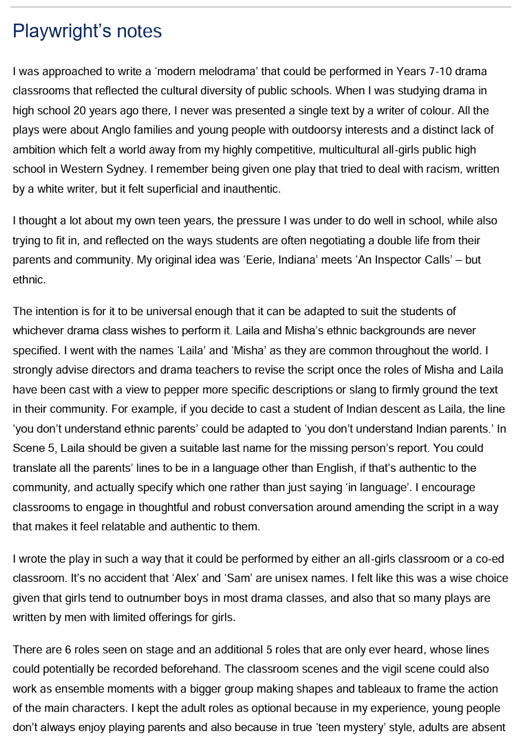 Playwright's notes
I was approached to write a 'modern melodrama' that could be performed in Years 7-10 drama
classrooms that reflected the cultural diversity of public schools. When I was studying drama in
high school 20 years ago there, I never was presented a single text by a writer of colour. All the
plays were about Anglo families and young people with outdoorsy interests and a distinct lack of
ambition which felt a world away from my highly competitive, multicultural all-girls public high
school in Western Sydney. I remember being given one play that tried to deal with racism, written
by a white writer, but it felt superficial and inauthentic.
I thought a lot about my own teen years, the pressure I was under to do well in school, while also
trying to fit in, and reflected on the ways students are often negotiating a double life from their
parents and community. My original idea was 'Eerie, Indiana' meets 'An Inspector Calls' – but
ethnic.
The intention is for it to be universal enough that it can be adapted to suit the students of
whichever drama class wishes to perform it. Laila and Misha's ethnic backgrounds are never
specified. I went with the names 'Laila' and 'Misha' as they are common throughout the world. I
strongly advise directors and drama teachers to revise the script once the roles of Misha and Laila
have been cast with a view to pepper more specific descriptions or slang to firmly ground the text
in their community. For example, if you decide to cast a student of Indian descent as Laila, the line
'you don't understand ethnic parents' could be adapted to 'you don't understand Indian parents.' In
Scene 5, Laila should be given a suitable last name for the missing person's report. You could
translate all the parents' lines to be in a language other than English, if that's authentic to the
community, and actually specify which one rather than just saying 'in language'. I encourage
classrooms to engage in thoughtful and robust conversation around amending the script in a way
that makes it feel relatable and authentic to them.
I wrote the play in such a way that it could be performed by either an all-girls classroom or a co-ed
classroom. It's no accident that 'Alex' and 'Sam' are unisex names. I felt like this was a wise choice
given that girls tend to outnumber boys in most drama classes, and also that so many plays are
written by men with limited offerings for girls.
There are 6 roles seen on stage and an additional 5 roles that are only ever heard, whose lines
could potentially be recorded beforehand. The classroom scenes and the vigil scene could also
work as ensemble moments with a bigger group making shapes and tableaux to frame the action
of the main characters. I kept the adult roles as optional because in my experience, young people
don't always enjoy playing parents and also because in true 'teen mystery' style, adults are absent